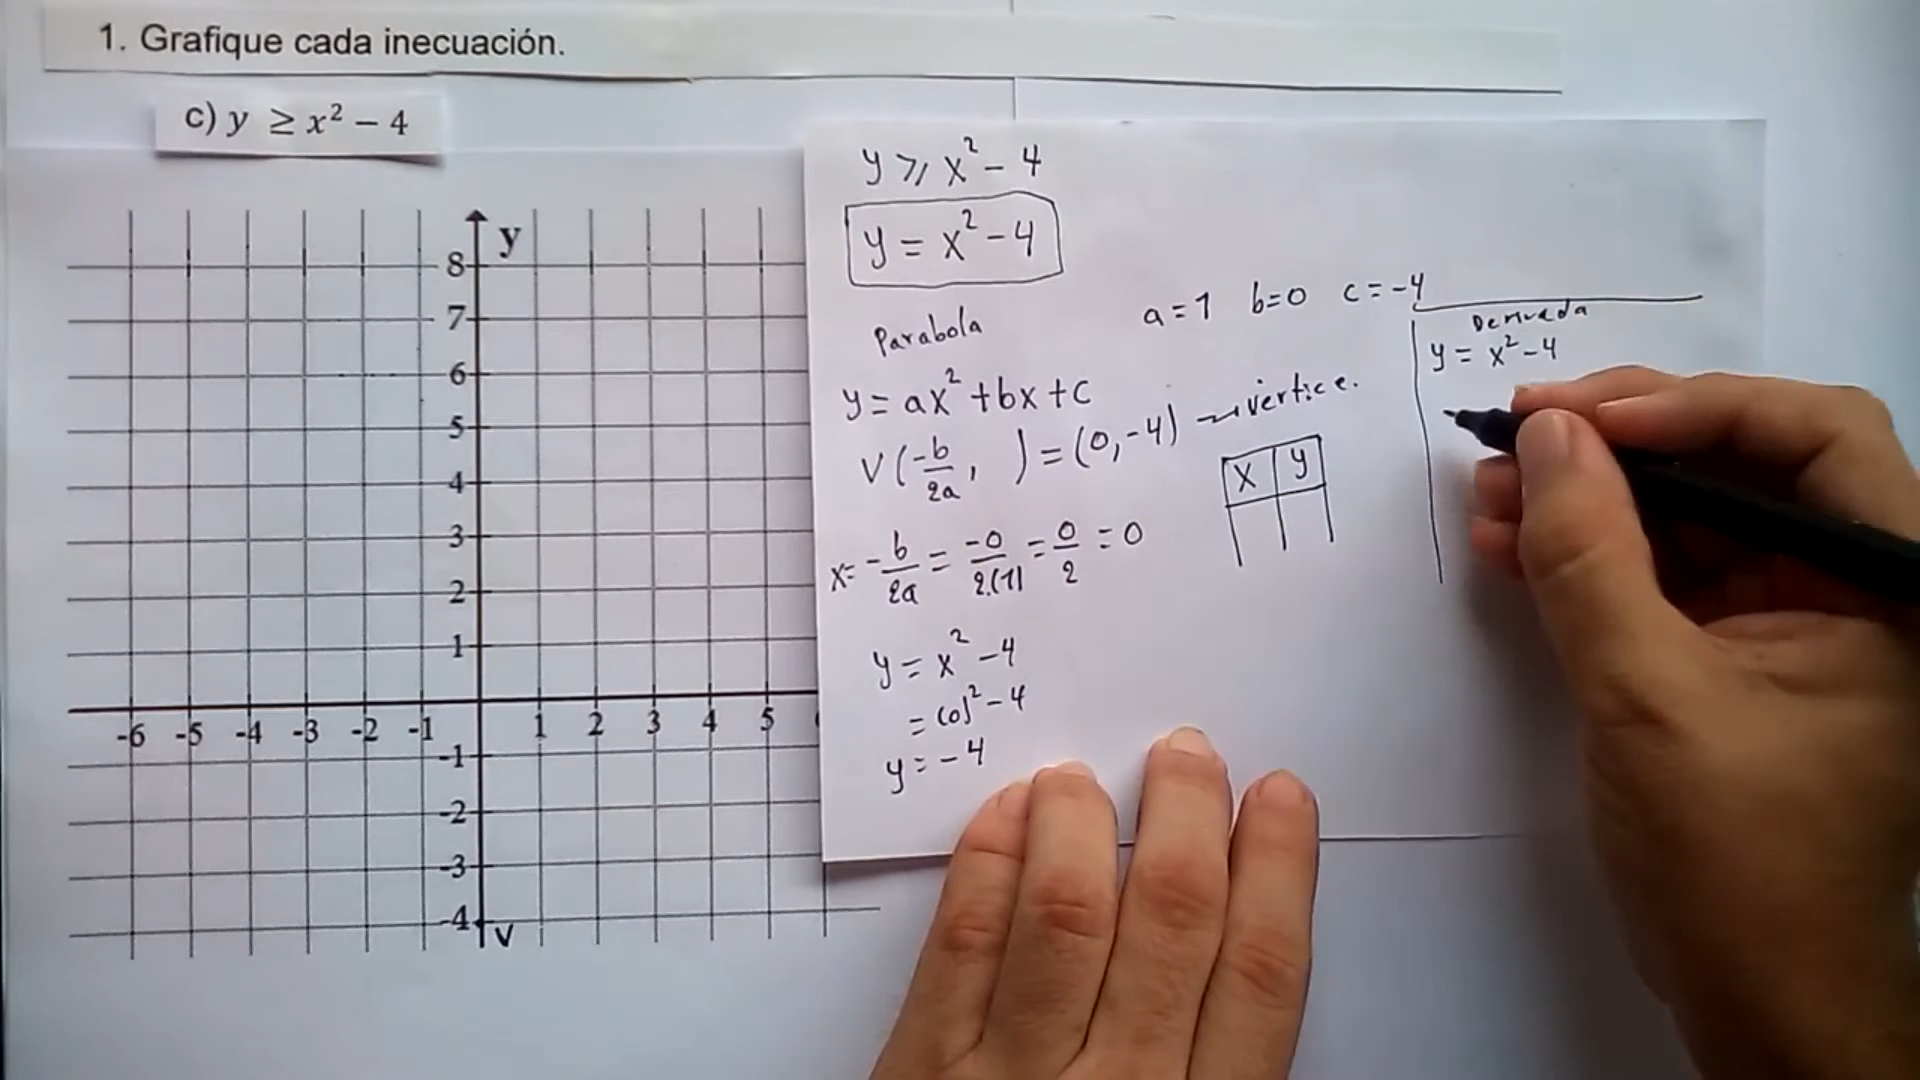 1. Grafique cada inecuación.
c) y ≥ x² − 4
y
8
7
6
5
4
3
2
1
-6 -5 -4 -3 -2 -1 1 2 3 4 5
-1
-2
-3
-4
V
y ≥ x² − 4
y = x² − 4
Parabola
a = 1 b = 0 c = −4
y = ax² + bx + c
V (−b/2a, ) = (0, −4) → vértice.
x = −b/2a = −0/2.(1) = 0/2 = 0
y = x² − 4
= (0)² − 4
y = − 4
X Y
Derivada
y = x² − 4